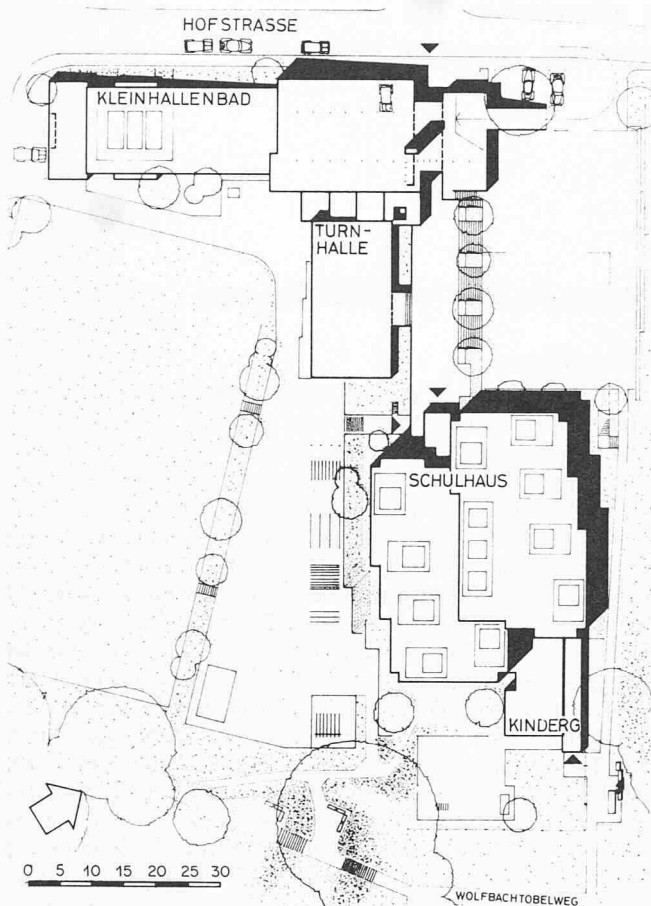 HOFSTRASSE
KLEINHALLENBAD
TURN-
HALLE
SCHULHAUS
KINDERG
0 5 10 15 20 25 30
WOLFBACHTOBELWEG